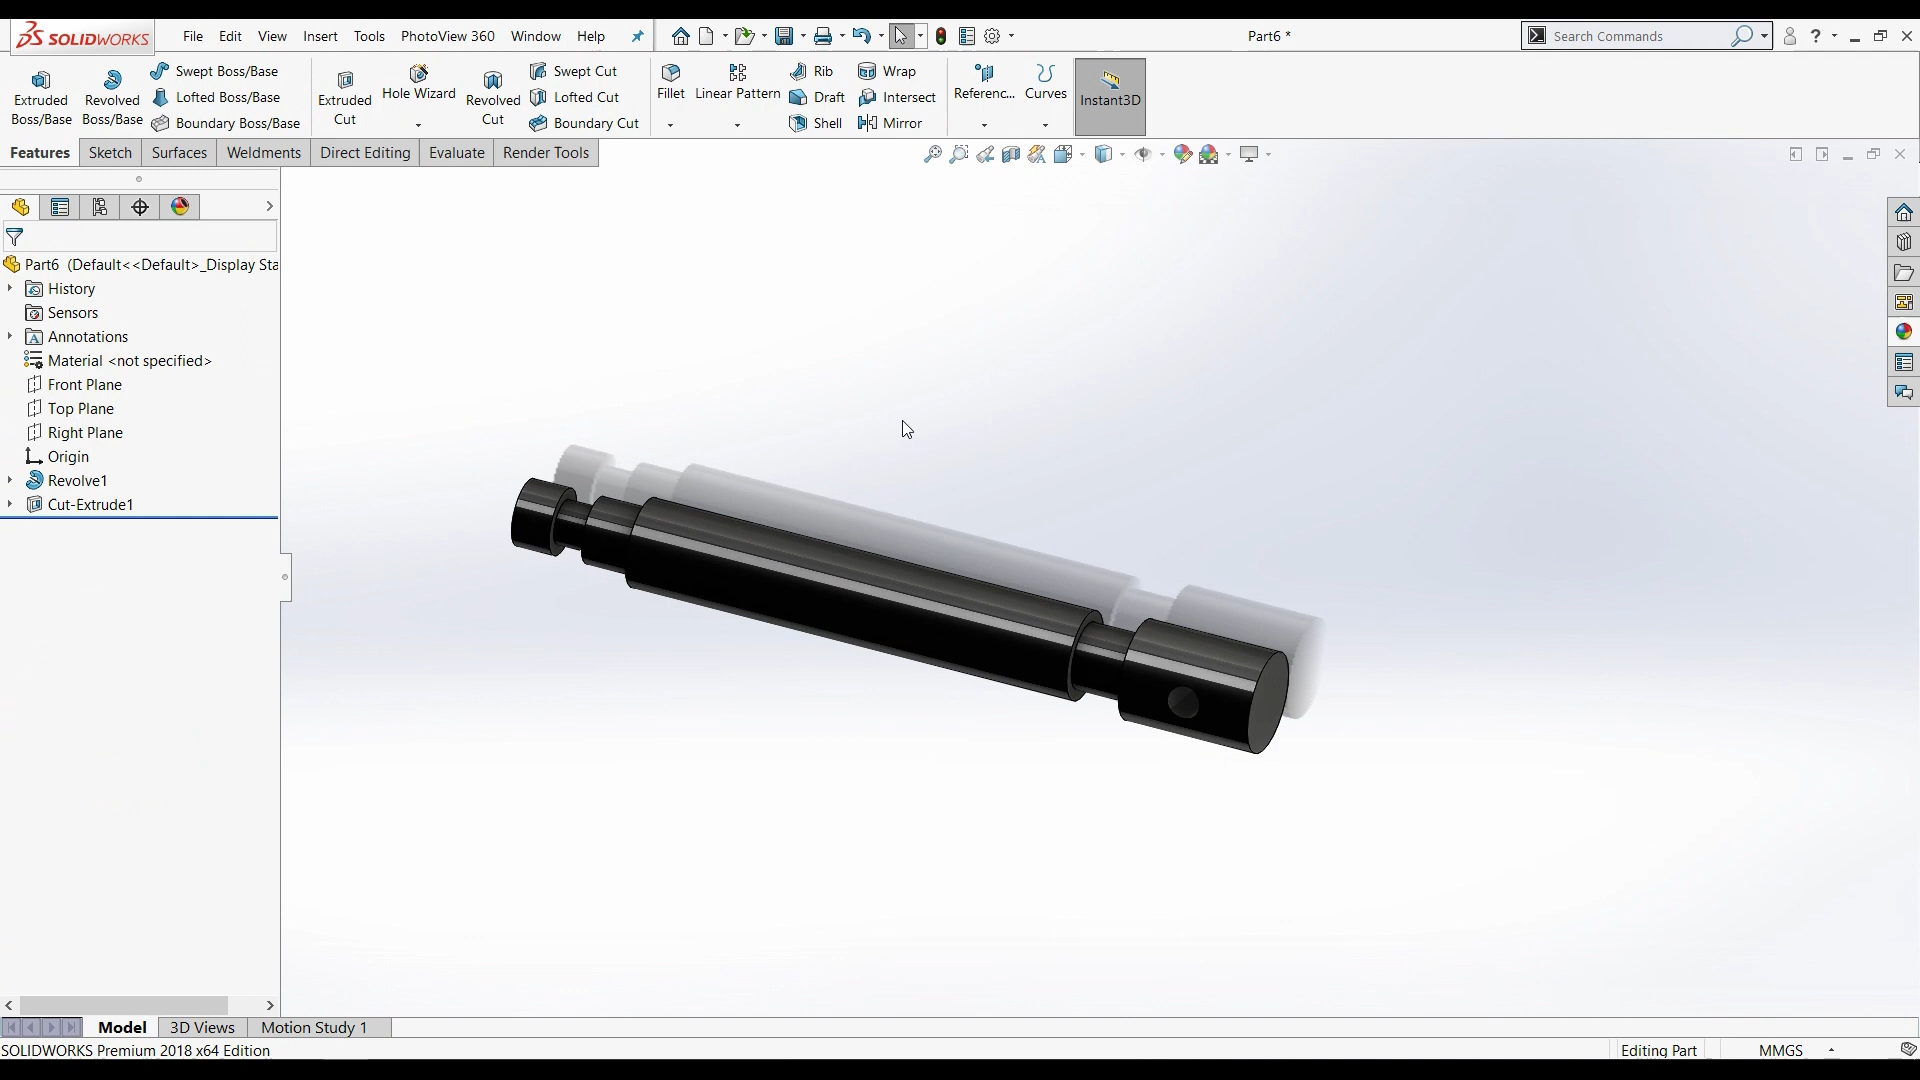 SOLIDWORKS File Edit View Insert Tools PhotoView 360 Window Help Part6 * Search Commands ?
Extruded Boss/Base
Revolved Boss/Base
Swept Boss/Base
Lofted Boss/Base
Boundary Boss/Base
Extruded Cut
Hole Wizard
Revolved Cut
Swept Cut
Lofted Cut
Boundary Cut
Fillet
Linear Pattern
Rib
Draft
Shell
Wrap
Intersect
Mirror
Referenc...
Curves
Instant3D
Features Sketch Surfaces Weldments Direct Editing Evaluate Render Tools
Part6 (Default<<Default>_Display Sta
History
Sensors
Annotations
Material <not specified>
Front Plane
Top Plane
Right Plane
Origin
Revolve1
Cut-Extrude1
Model 3D Views Motion Study 1
SOLIDWORKS Premium 2018 x64 Edition Editing Part MMGS